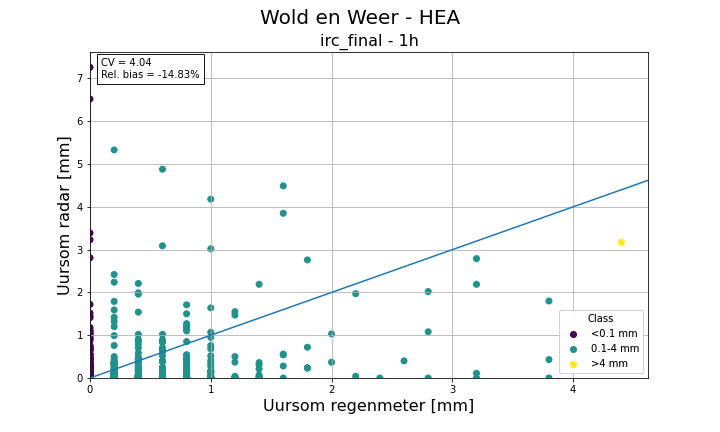 Wold en Weer - HEA
irc_final - 1h
CV = 4.04
Rel. bias = -14.83%
Uursom radar [mm]
7
6
5
4
3
2
1
0
0 1 2 3 4
Uursom regenmeter [mm]
Class
<0.1 mm
0.1-4 mm
>4 mm